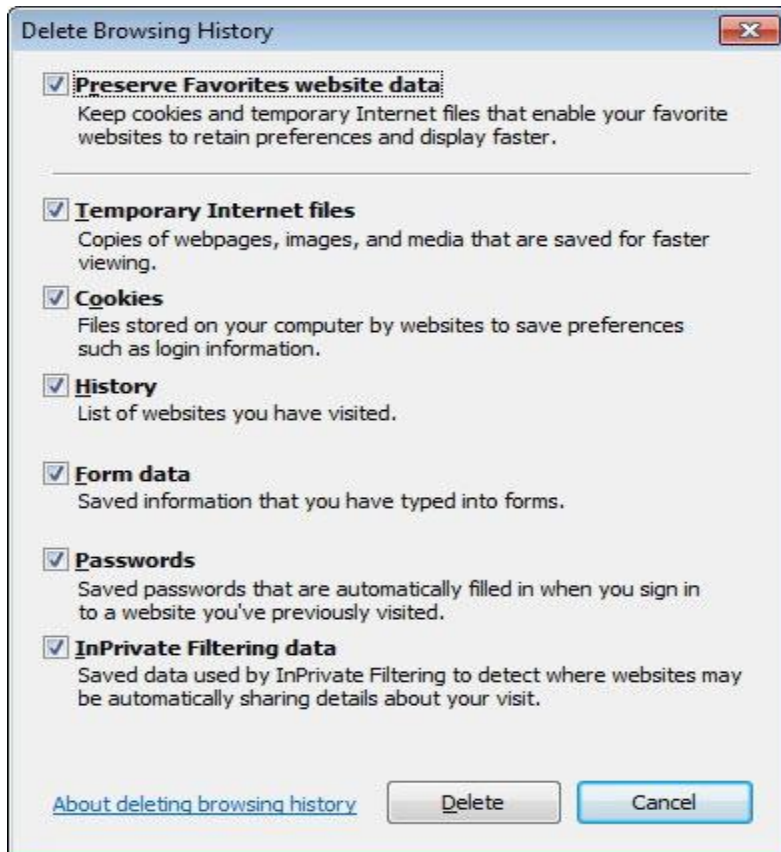 Delete Browsing History
Preserve Favorites website data
Keep cookies and temporary Internet files that enable your favorite
websites to retain preferences and display faster.
Temporary Internet files
Copies of webpages, images, and media that are saved for faster
viewing.
Cookies
Files stored on your computer by websites to save preferences
such as login information.
History
List of websites you have visited.
Form data
Saved information that you have typed into forms.
Passwords
Saved passwords that are automatically filled in when you sign in
to a website you've previously visited.
InPrivate Filtering data
Saved data used by InPrivate Filtering to detect where websites may
be automatically sharing details about your visit.
About deleting browsing history Delete Cancel